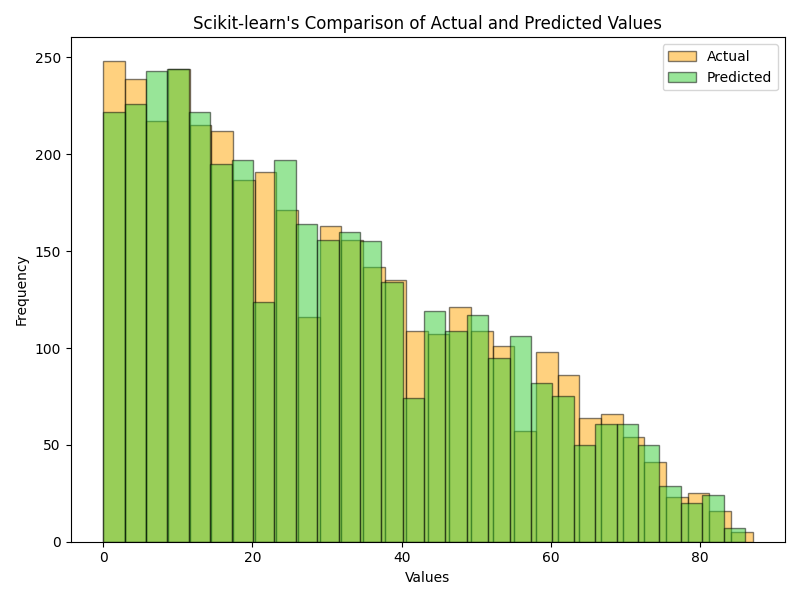 Scikit-learn's Comparison of Actual and Predicted Values
Actual
Predicted
250
200
150
100
50
0
Frequency
0 20 40 60 80
Values